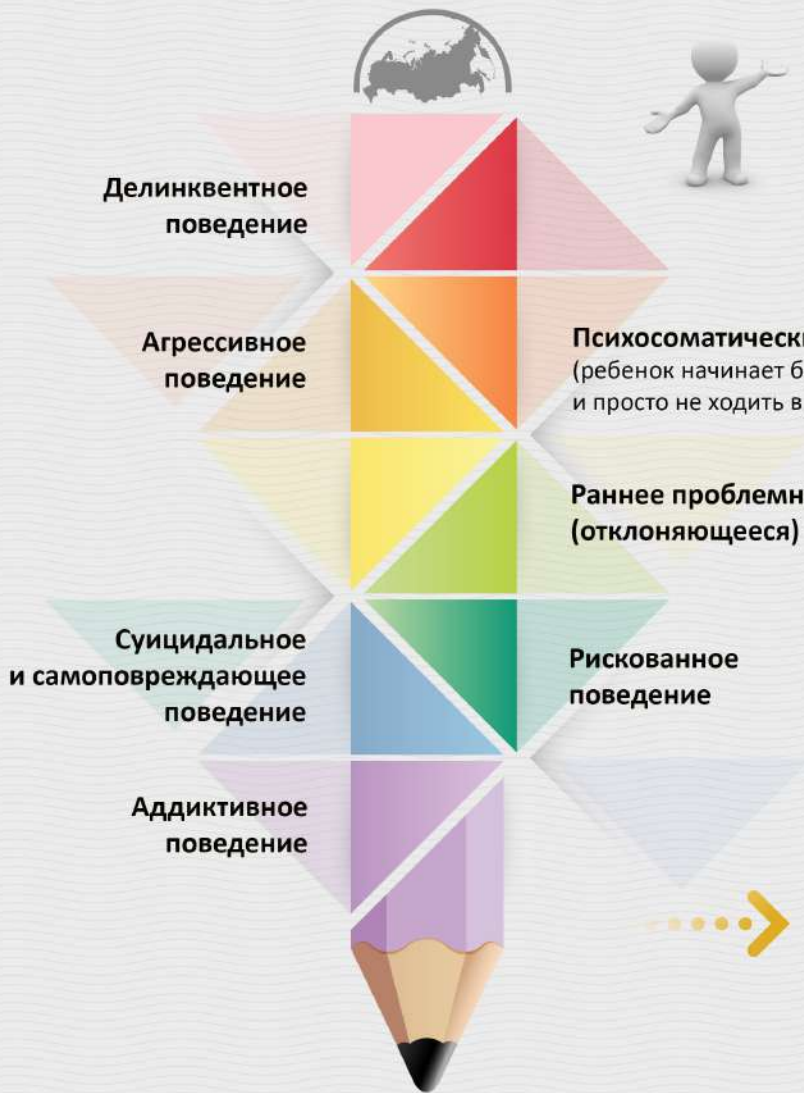 Делинквентное
поведение
Агрессивное
поведение
(ребенок начинает
и просто не ходить в
Раннее
(отклоняющееся)
Суицидальное
и самоповреждающее
поведение
Рискованное
поведение
Аддиктивное
поведение